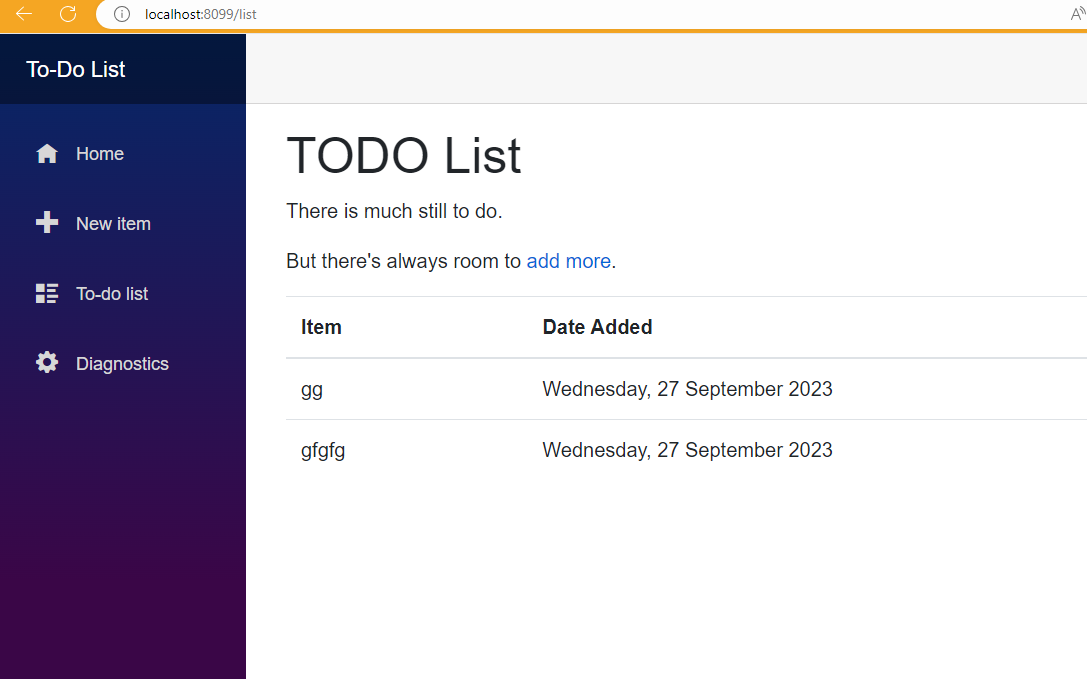 localhost:8099/list
A
To-Do List
Home
New item
To-do list
Diagnostics
TODO List
There is much still to do.
But there's always room to add more.
Item Date Added
gg Wednesday, 27 September 2023
gfgfg Wednesday, 27 September 2023